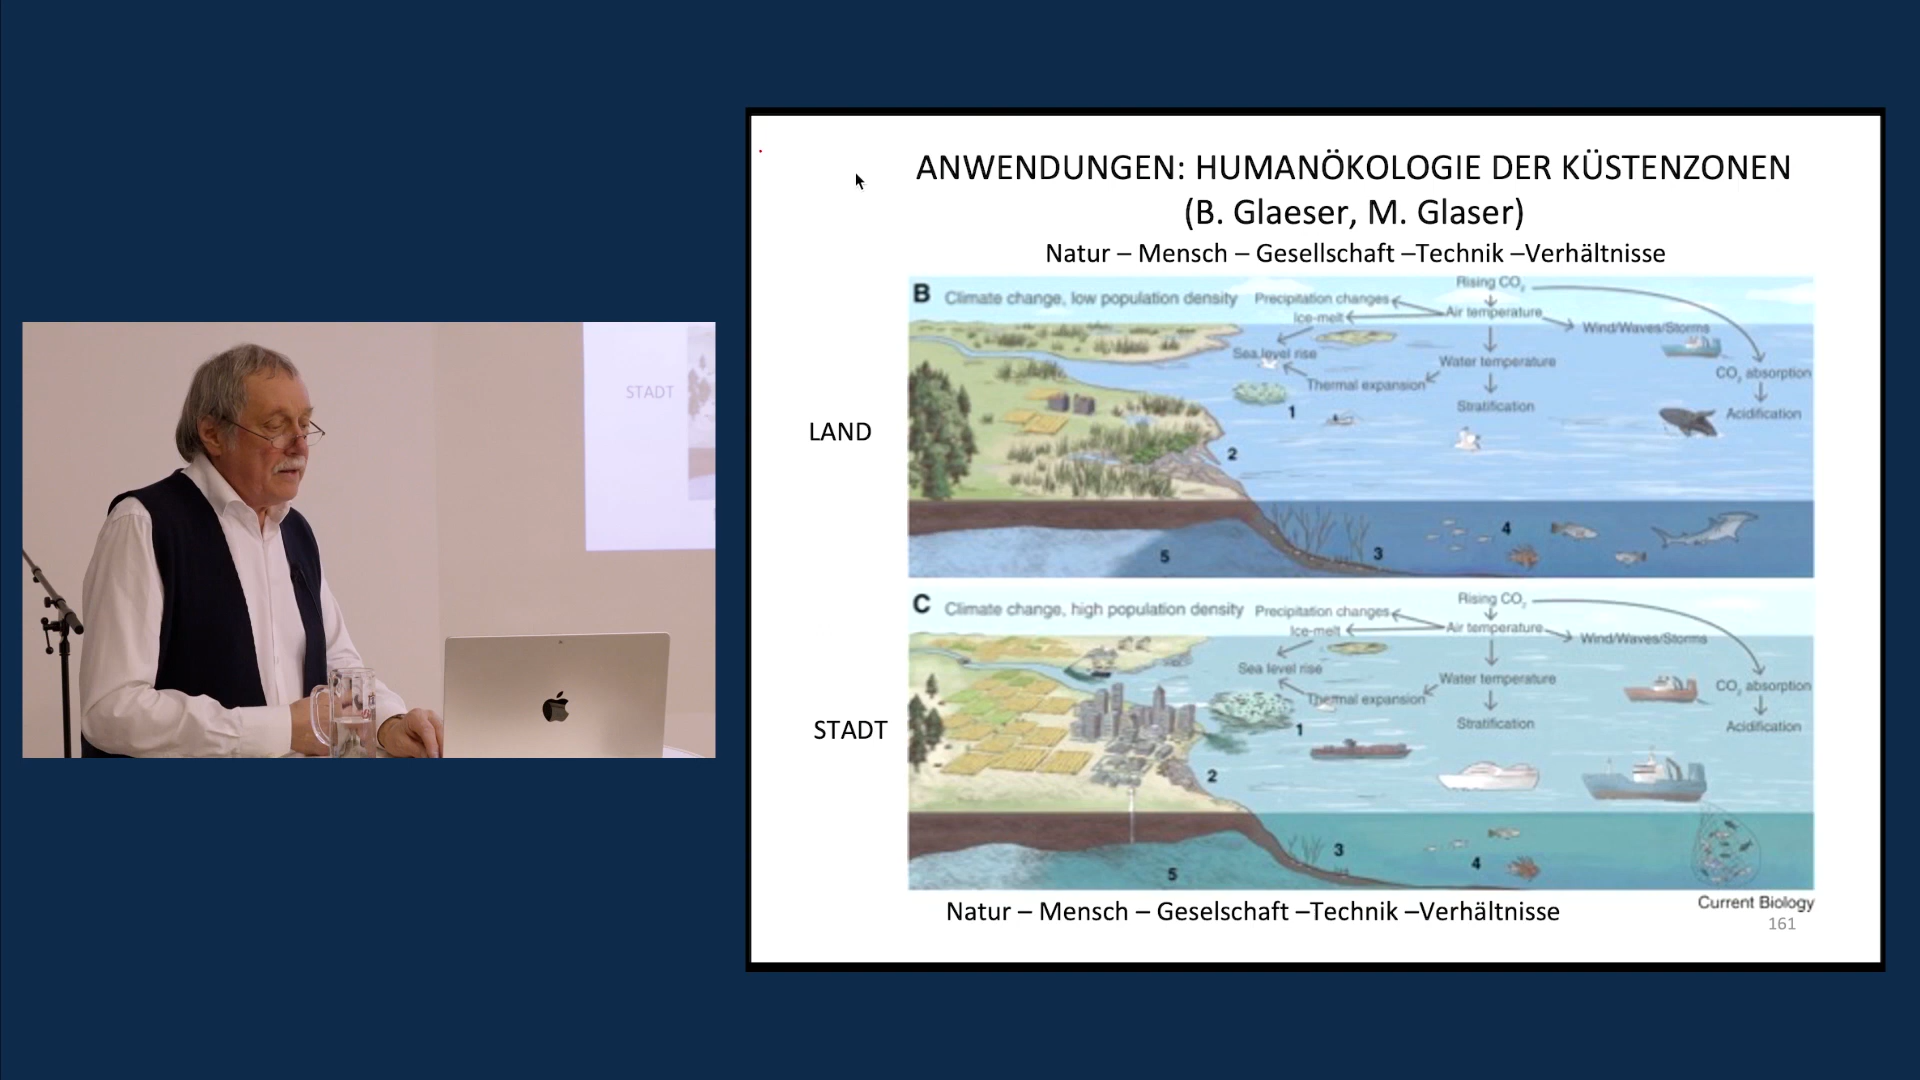 STADT
ANWENDUNGEN: HUMANÖKOLOGIE DER KÜSTENZONEN
(B. Glaeser, M. Glaser)
Natur – Mensch – Gesellschaft –Technik –Verhältnisse
LAND
B Climate change, low population density
Rising CO2
Precipitation changes
Air temperature
Ice-melt
Wind/Waves/Storms
Sea level rise
Water temperature
CO2 absorption
Thermal expansion
Stratification
Acidification
1
2
3
4
5
STADT
C Climate change, high population density
Rising CO2
Precipitation changes
Air temperature
Ice-melt
Wind/Waves/Storms
Sea level rise
Water temperature
CO2 absorption
Thermal expansion
Stratification
Acidification
1
2
3
4
5
Natur – Mensch – Geselschaft –Technik –Verhältnisse
Current Biology
161